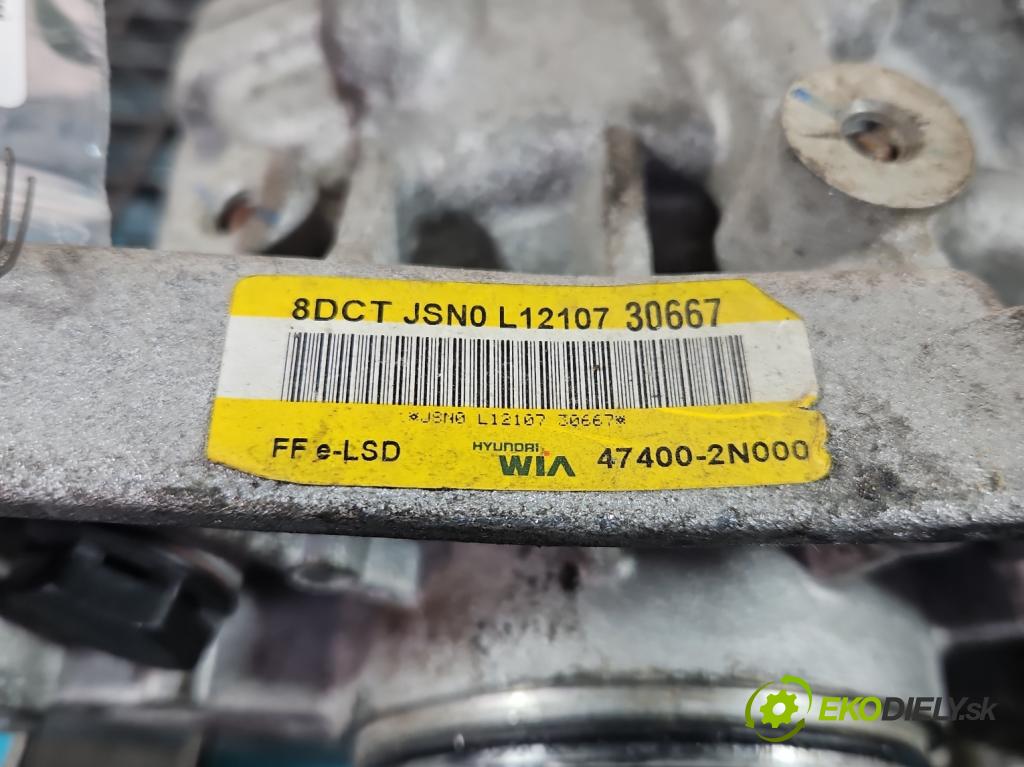 8DCT JSN0 L12107 30667
*JSN0 L12107 30667*
FF e-LSD HYUNDAI WIA 47400-2N000
EKODIELY.sk